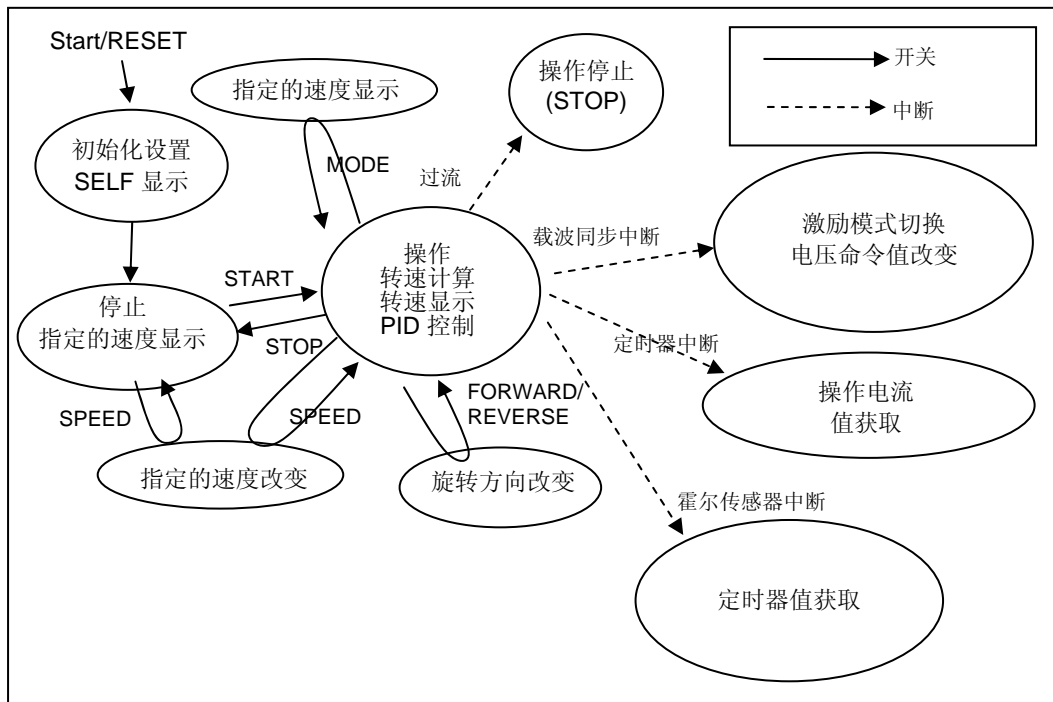 Start/RESET
初始化设置
SELF 显示
指定的速度显示
MODE
操作停止
(STOP)
过流
开关
中断
载波同步中断
激励模式切换
电压命令值改变
操作
转速计算
转速显示
PID 控制
START
停止
指定的速度显示
STOP
定时器中断
操作电流
值获取
SPEED
SPEED
指定的速度改变
FORWARD/
REVERSE
旋转方向改变
霍尔传感器中断
定时器值获取